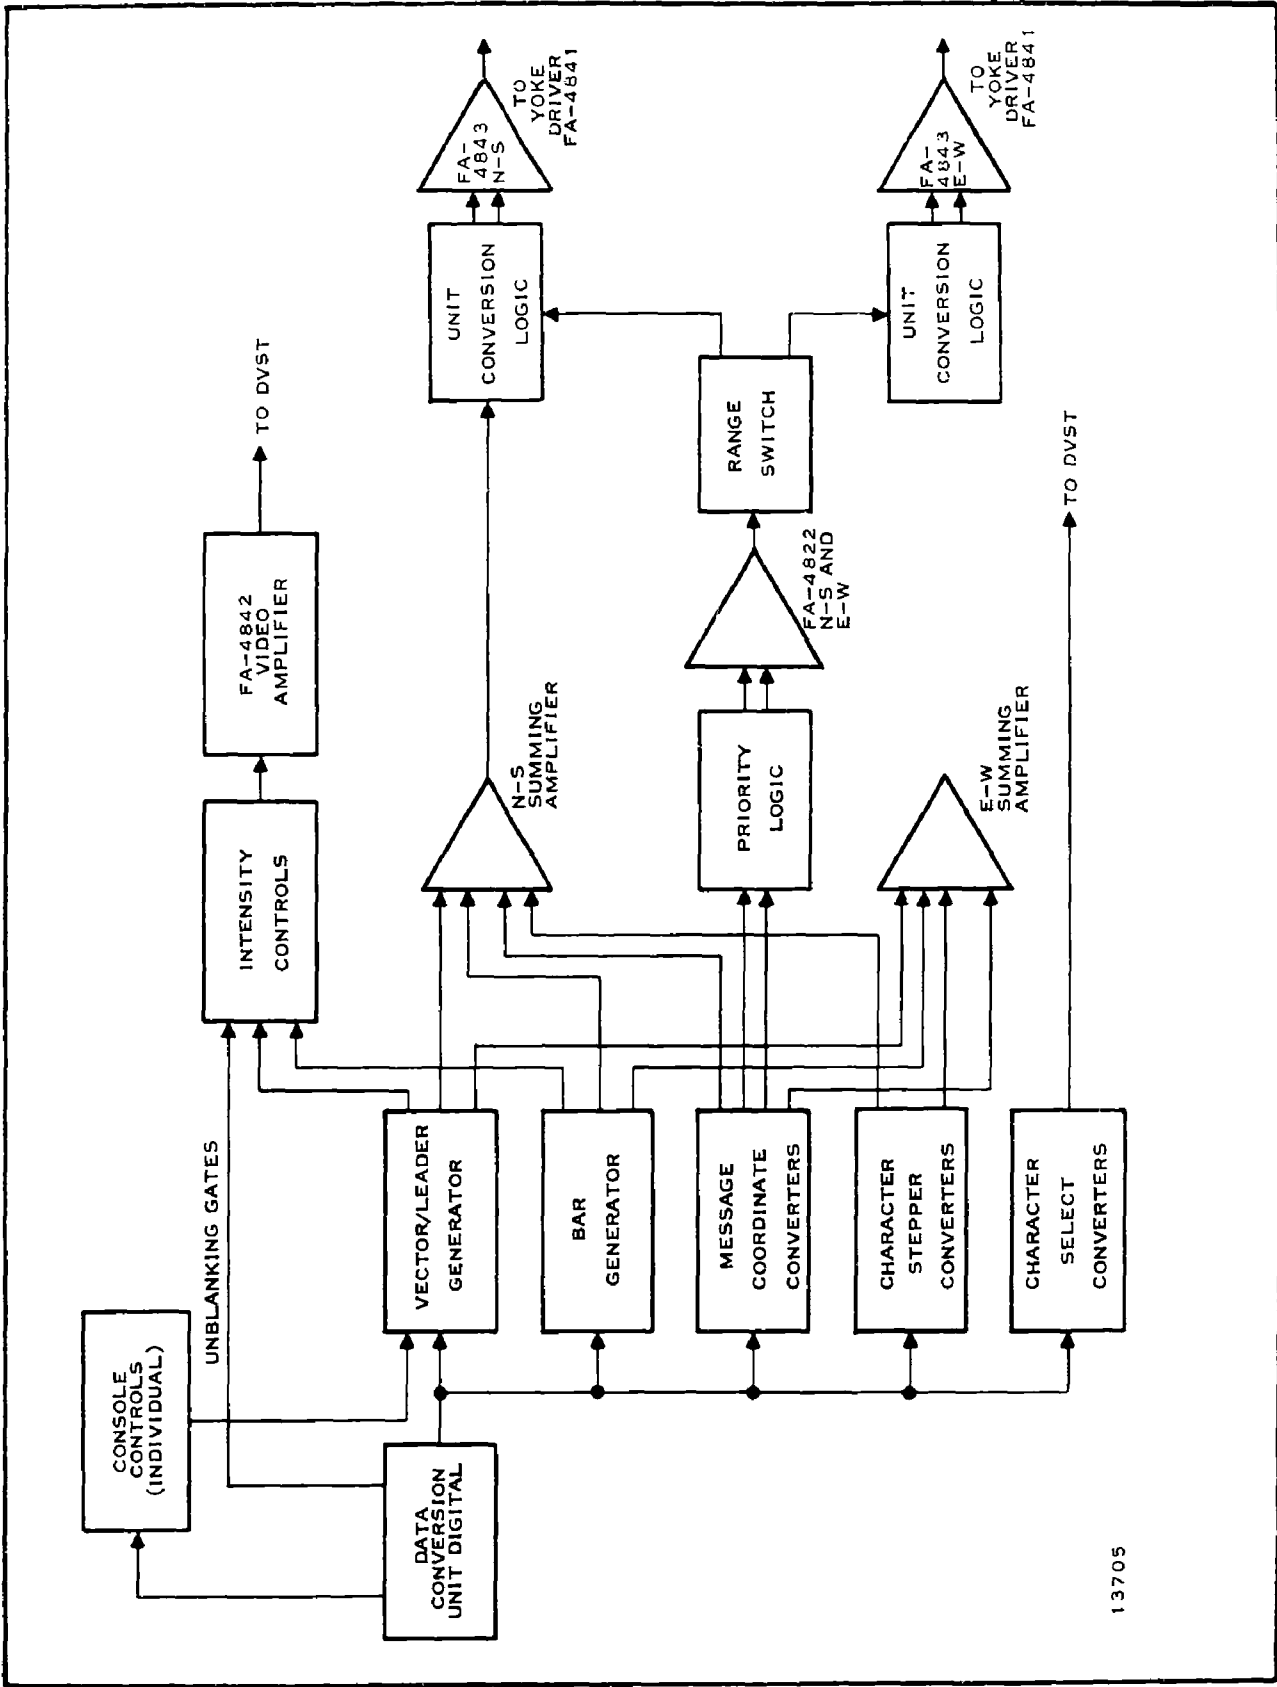 CONSOLE
CONTROLS
(INDIVIDUAL)
UNBLANKING GATES
DATA
CONVERSION
UNIT DIGITAL
VECTOR/LEADER
GENERATOR
BAR
GENERATOR
MESSAGE
COORDINATE
CONVERTERS
CHARACTER
STEPPER
CONVERTERS
CHARACTER
SELECT
CONVERTERS
INTENSITY
CONTROLS
FA-4842
VIDEO
AMPLIFIER
TO DVST
N-S
SUMMING
AMPLIFIER
PRIORITY
LOGIC
E-W
SUMMING
AMPLIFIER
FA-4822
N-S AND
E-W
RANGE
SWITCH
TO DVST
UNIT
CONVERSION
LOGIC
FA-
4843
N-S
TO
YOKE
DRIVER
FA-4841
UNIT
CONVERSION
LOGIC
FA-
4843
E-W
TO
YOKE
DRIVER
FA-4841
13705